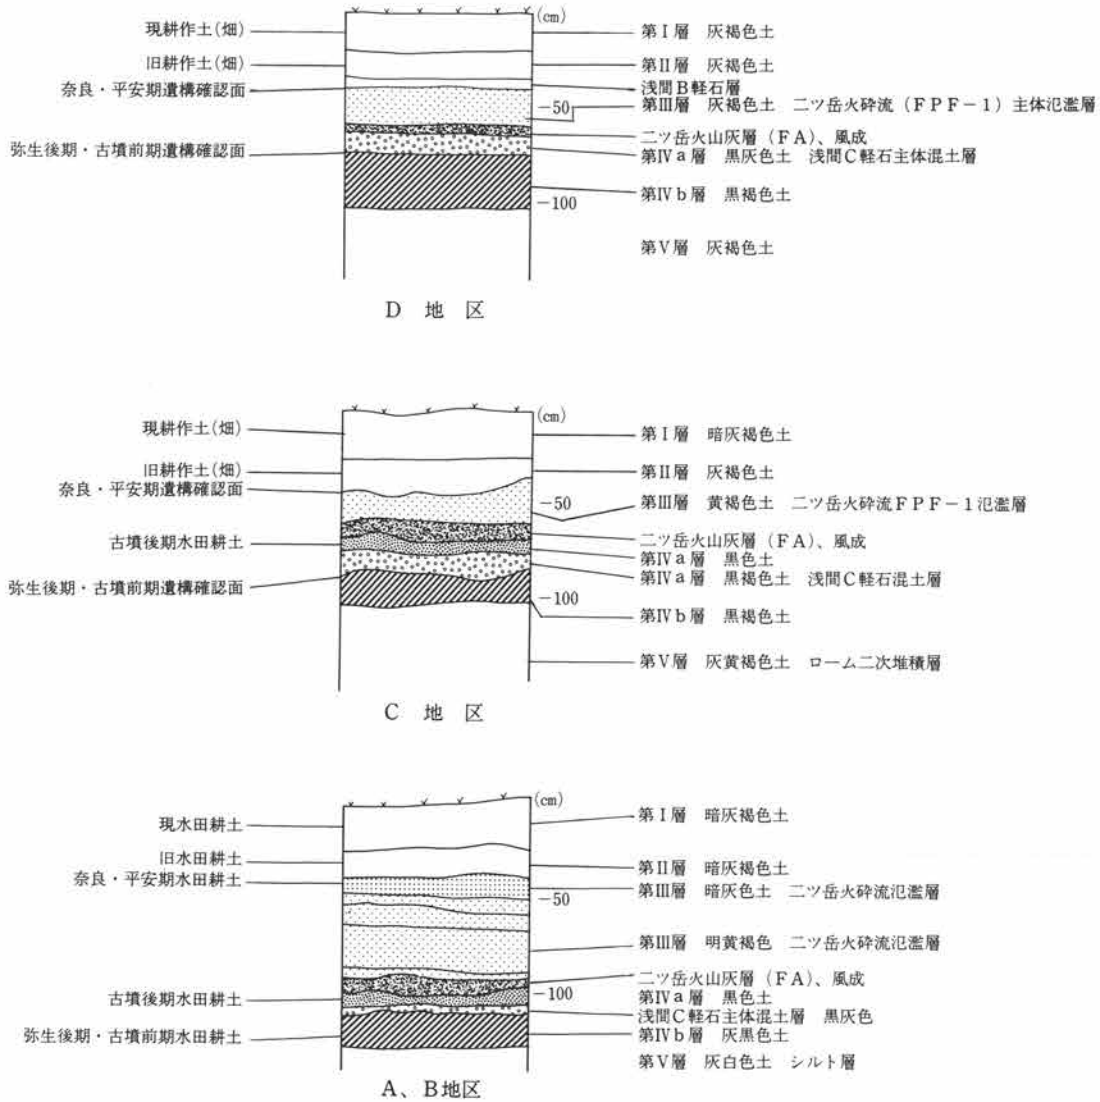 (cm)
現耕作土(畑)
第Ⅰ層 灰褐色土
旧耕作土(畑)
第Ⅱ層 灰褐色土
浅間B軽石層
奈良・平安期遺構確認面
−50
第Ⅲ層 灰褐色土 二ツ岳火砕流(FPF−1)主体氾濫層
二ツ岳火山灰層(FA)、風成
弥生後期・古墳前期遺構確認面
第Ⅳa層 黒灰色土 浅間C軽石主体混土層
第Ⅳb層 黒褐色土
−100
第Ⅴ層 灰褐色土
D 地 区
(cm)
現耕作土(畑)
第Ⅰ層 暗灰褐色土
旧耕作土(畑)
第Ⅱ層 灰褐色土
奈良・平安期遺構確認面
−50
第Ⅲ層 黄褐色土 二ツ岳火砕流FPF−1氾濫層
古墳後期水田耕土
二ツ岳火山灰層(FA)、風成
第Ⅳa層 黒色土
弥生後期・古墳前期遺構確認面
第Ⅳa層 黒褐色土 浅間C軽石混土層
−100
第Ⅳb層 黒褐色土
第Ⅴ層 灰黄褐色土 ローム二次堆積層
C 地 区
(cm)
現水田耕土
第Ⅰ層 暗灰褐色土
旧水田耕土
第Ⅱ層 暗灰褐色土
奈良・平安期水田耕土
第Ⅲ層 暗灰色土 二ツ岳火砕流氾濫層
−50
第Ⅲ層 明黄褐色 二ツ岳火砕流氾濫層
二ツ岳火山灰層(FA)、風成
−100
古墳後期水田耕土
第Ⅳa層 黒色土
浅間C軽石主体混土層 黒灰色
弥生後期・古墳前期水田耕土
第Ⅳb層 灰黒色土
第Ⅴ層 灰白色土 シルト層
A、B地区